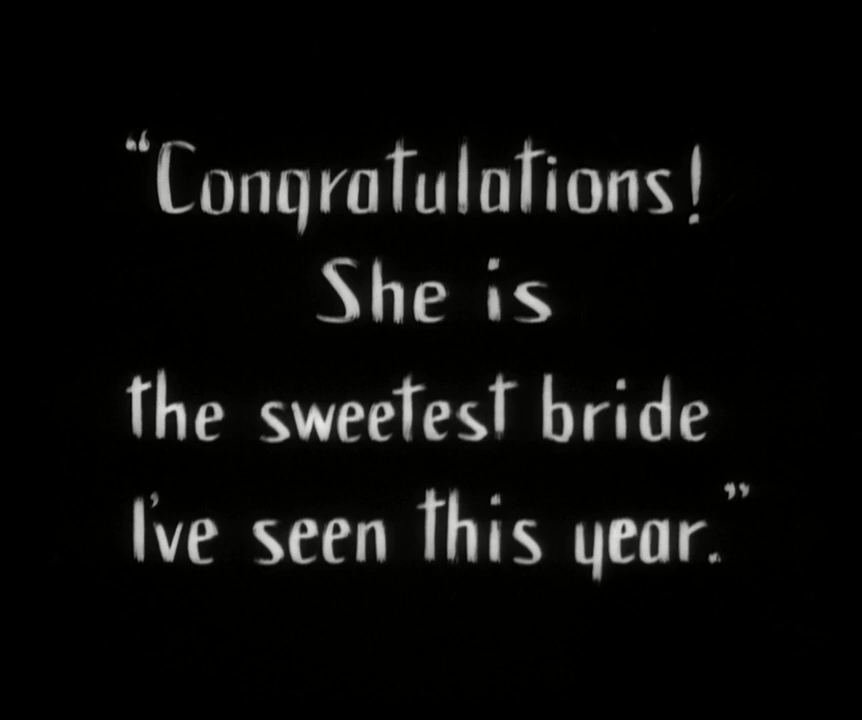 “Congratulations!
She is
the sweetest bride
I've seen this year.”